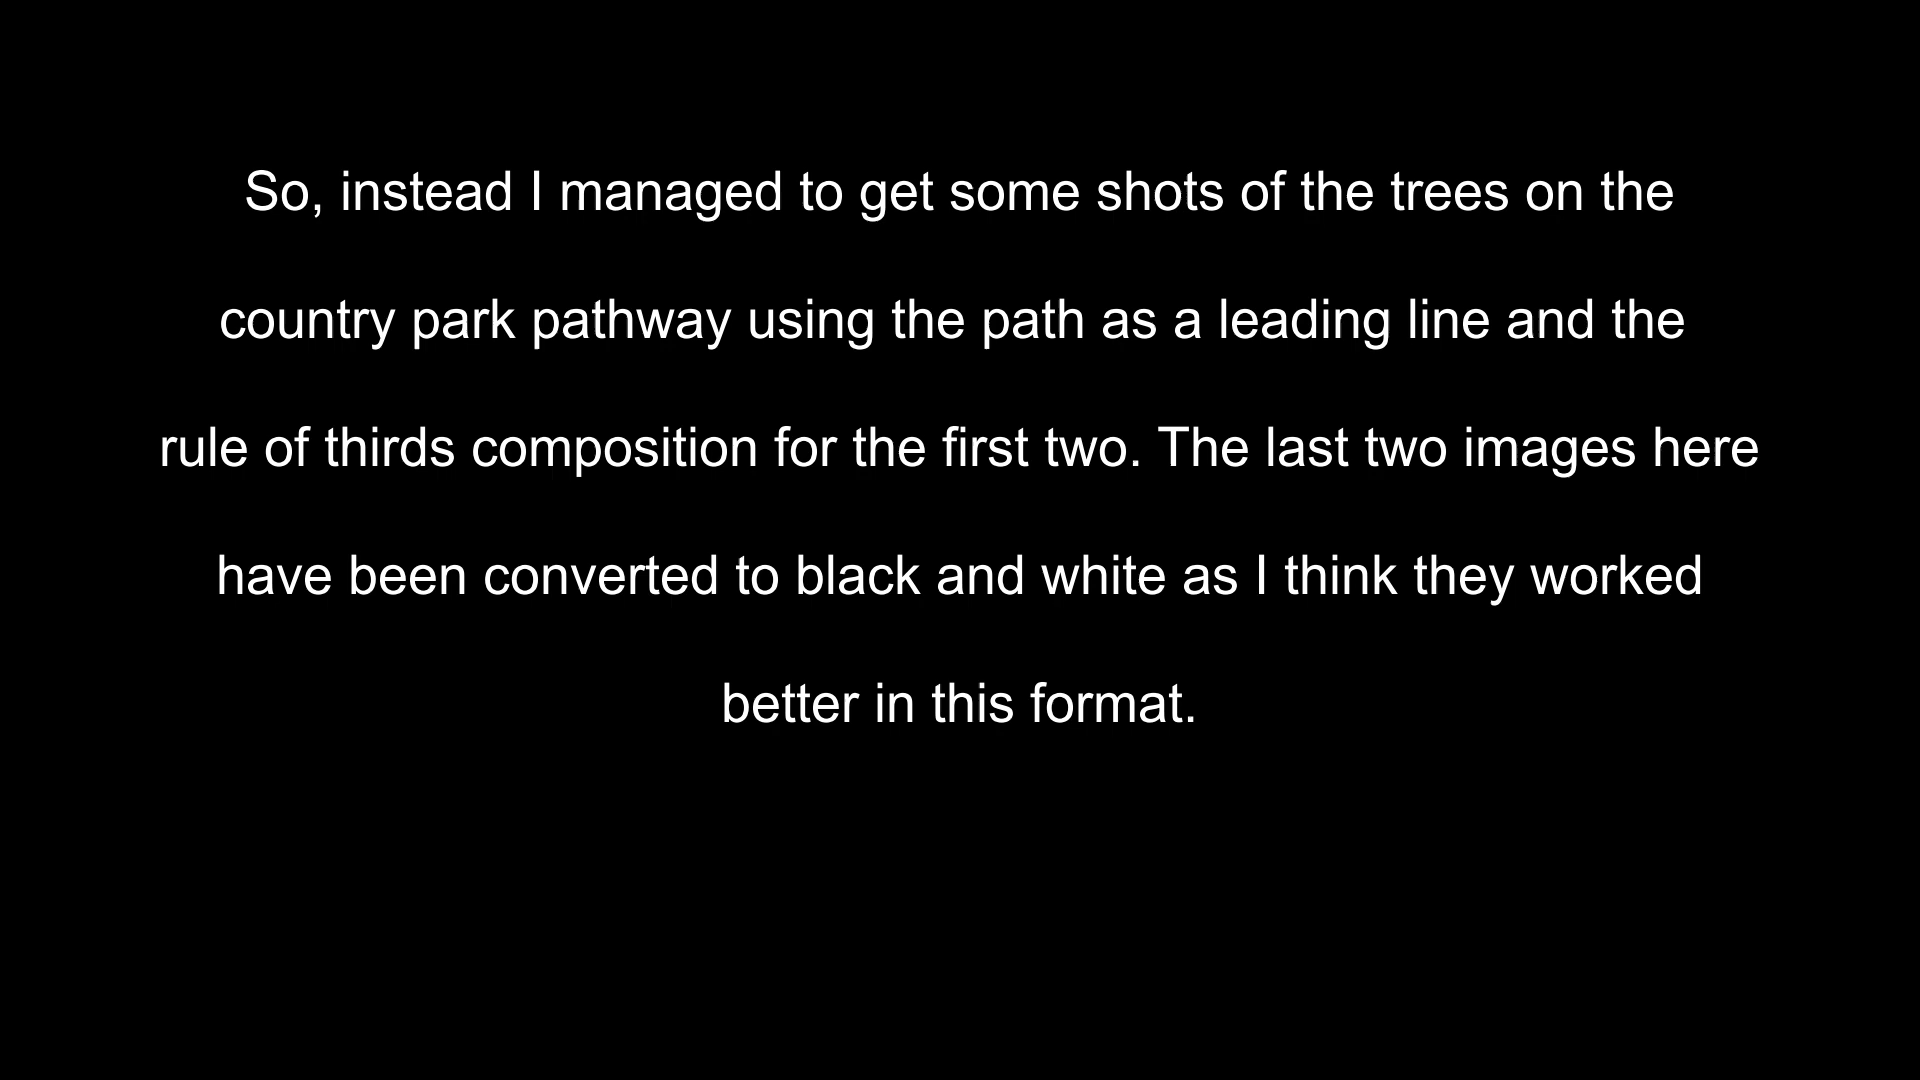 So, instead I managed to get some shots of the trees on the
country park pathway using the path as a leading line and the
rule of thirds composition for the first two. The last two images here
have been converted to black and white as I think they worked
better in this format.